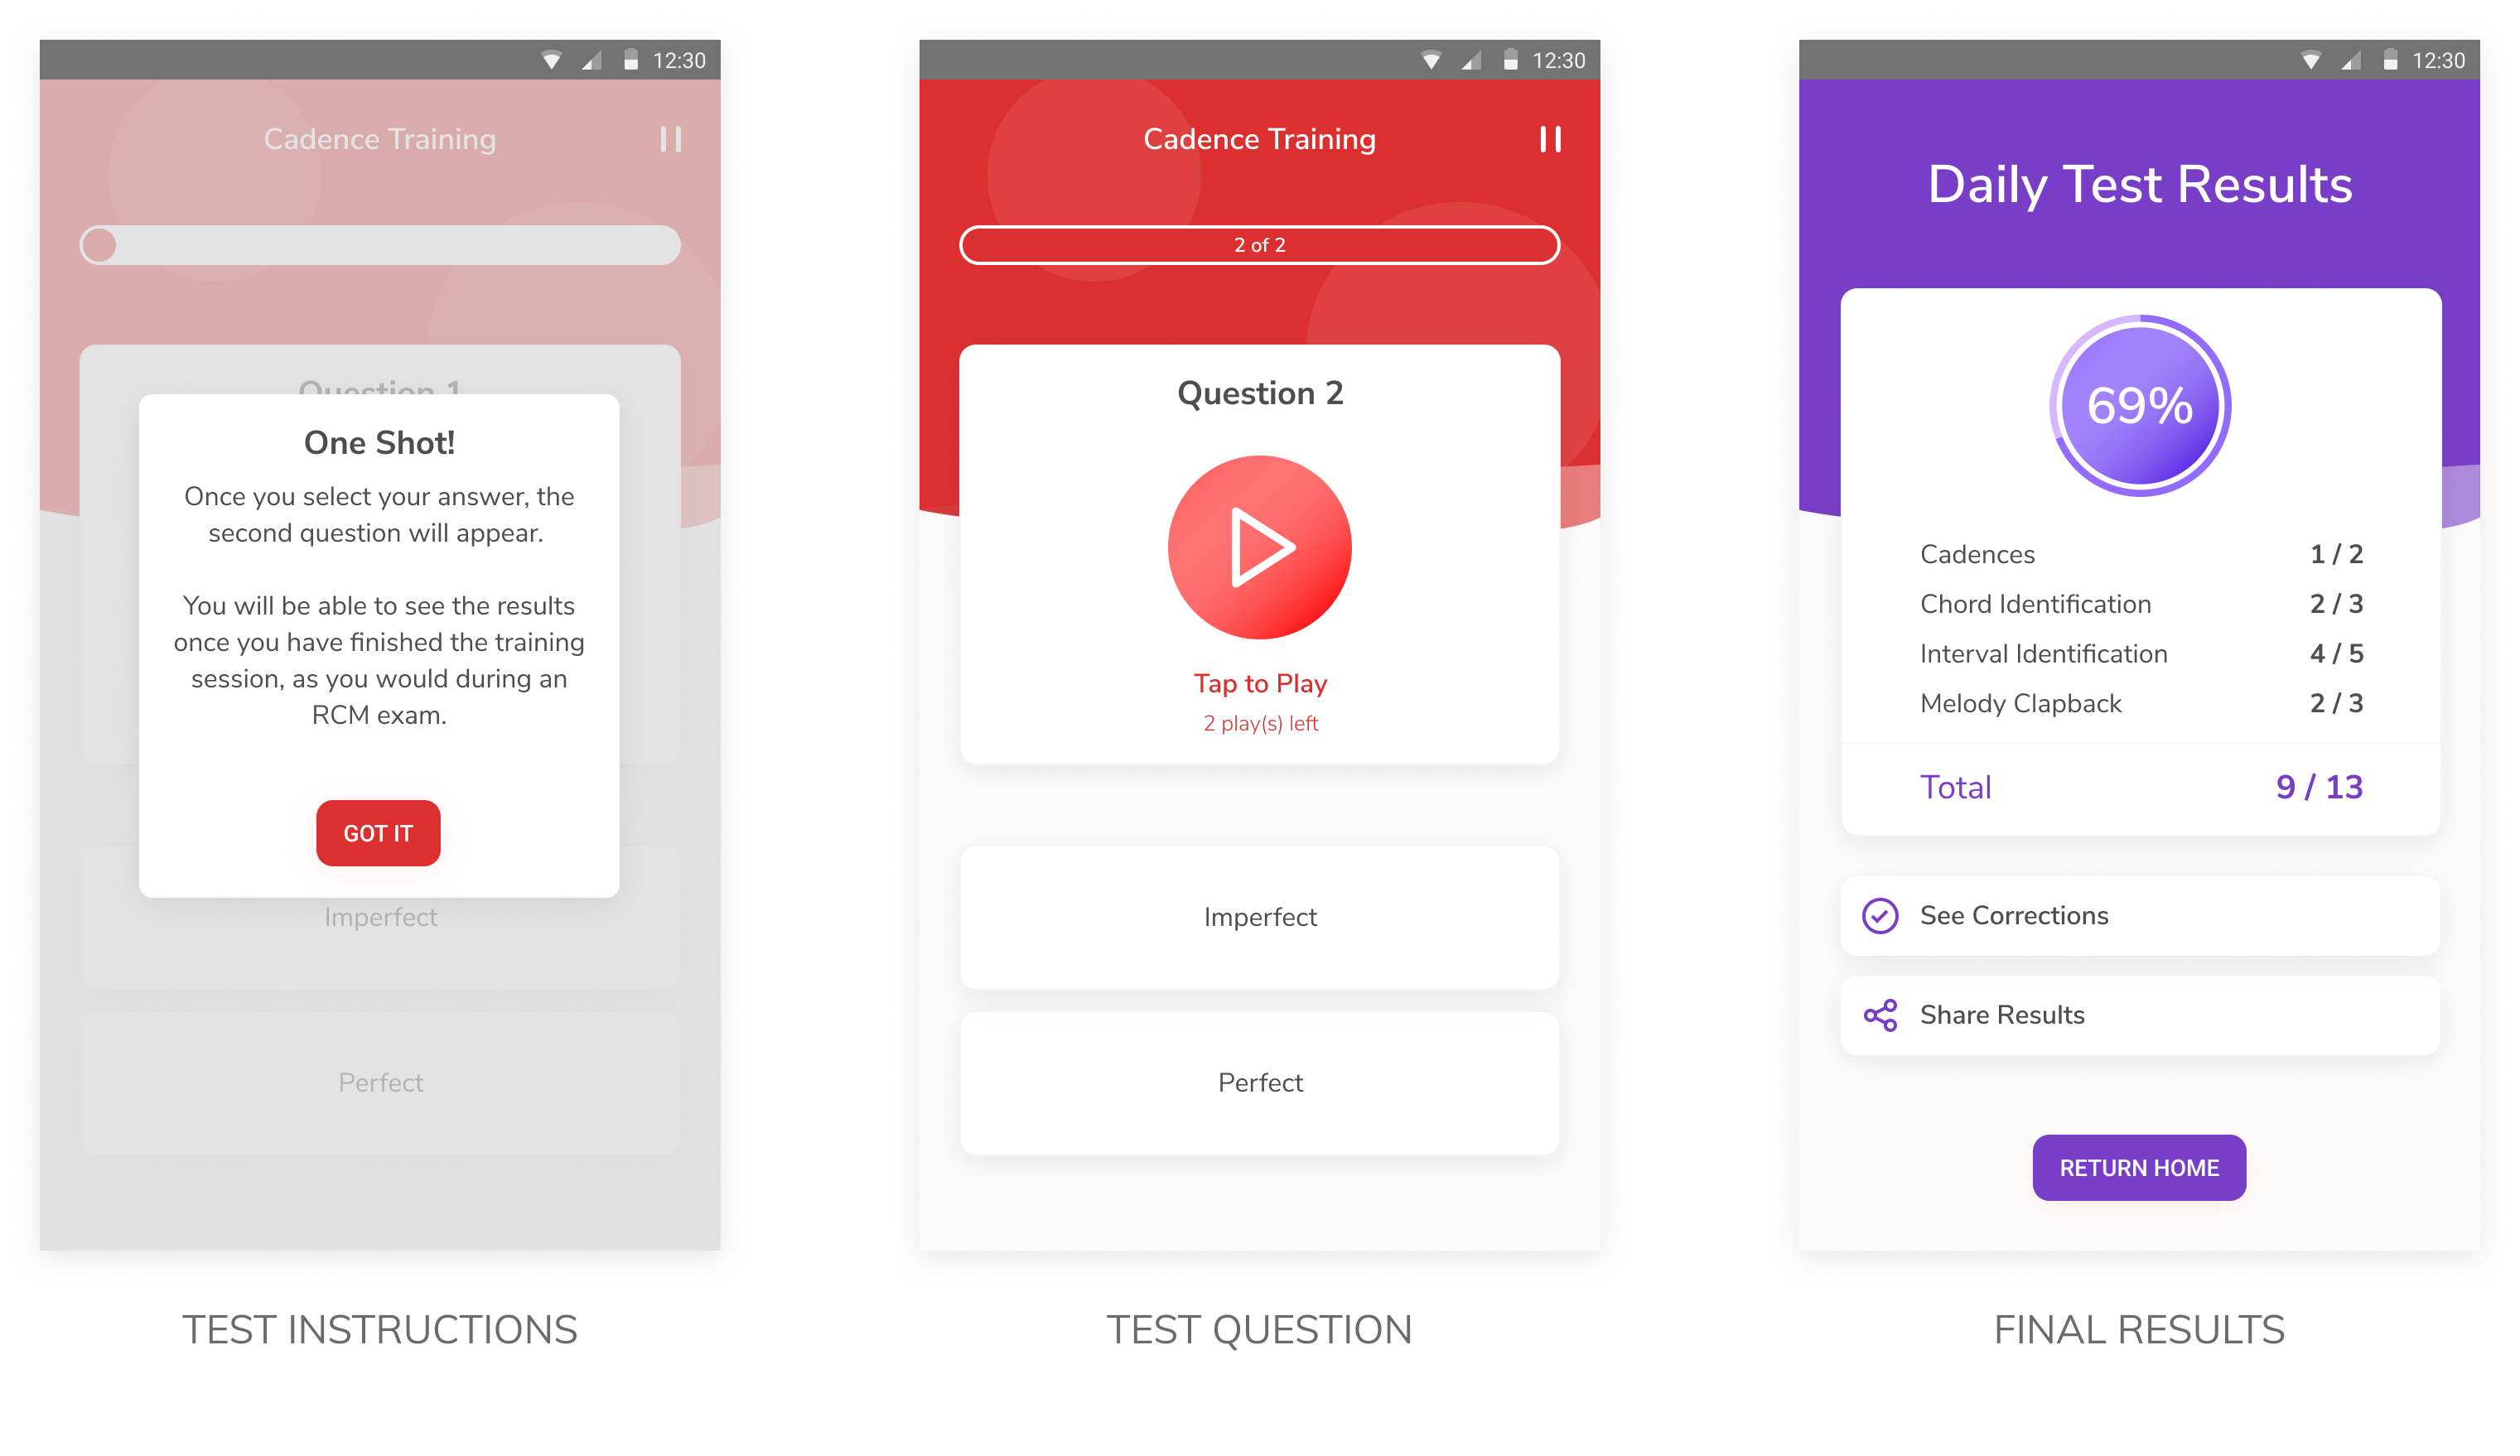 12:30
Cadence Training
Question 1
One Shot!
Once you select your answer, the
second question will appear.
You will be able to see the results
once you have finished the training
session, as you would during an
RCM exam.
GOT IT
Imperfect
Perfect
TEST INSTRUCTIONS
12:30
Cadence Training
2 of 2
Question 2
Tap to Play
2 play(s) left
Imperfect
Perfect
TEST QUESTION
12:30
Daily Test Results
69%
Cadences 1 / 2
Chord Identification 2 / 3
Interval Identification 4 / 5
Melody Clapback 2 / 3
Total 9 / 13
See Corrections
Share Results
RETURN HOME
FINAL RESULTS